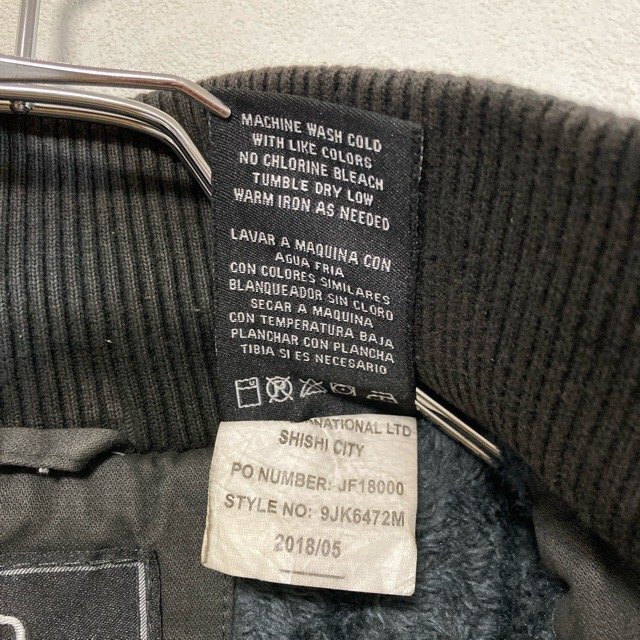 MACHINE WASH COLD
WITH LIKE COLORS
NO CHLORINE BLEACH
TUMBLE DRY LOW
WARM IRON AS NEEDED
LAVAR A MAQUINA CON
AGUA FRIA
CON COLORES SIMILARES
BLANQUEADOR SIN CLORO
SECAR A MAQUINA
CON TEMPERATURA BAJA
PLANCHAR CON PLANCHA
TIBIA SI ES NECESARIO
LTD
SHISHI CITY
PO NUMBER: JF18000
STYLE NO: 9JK6472M
2018/05